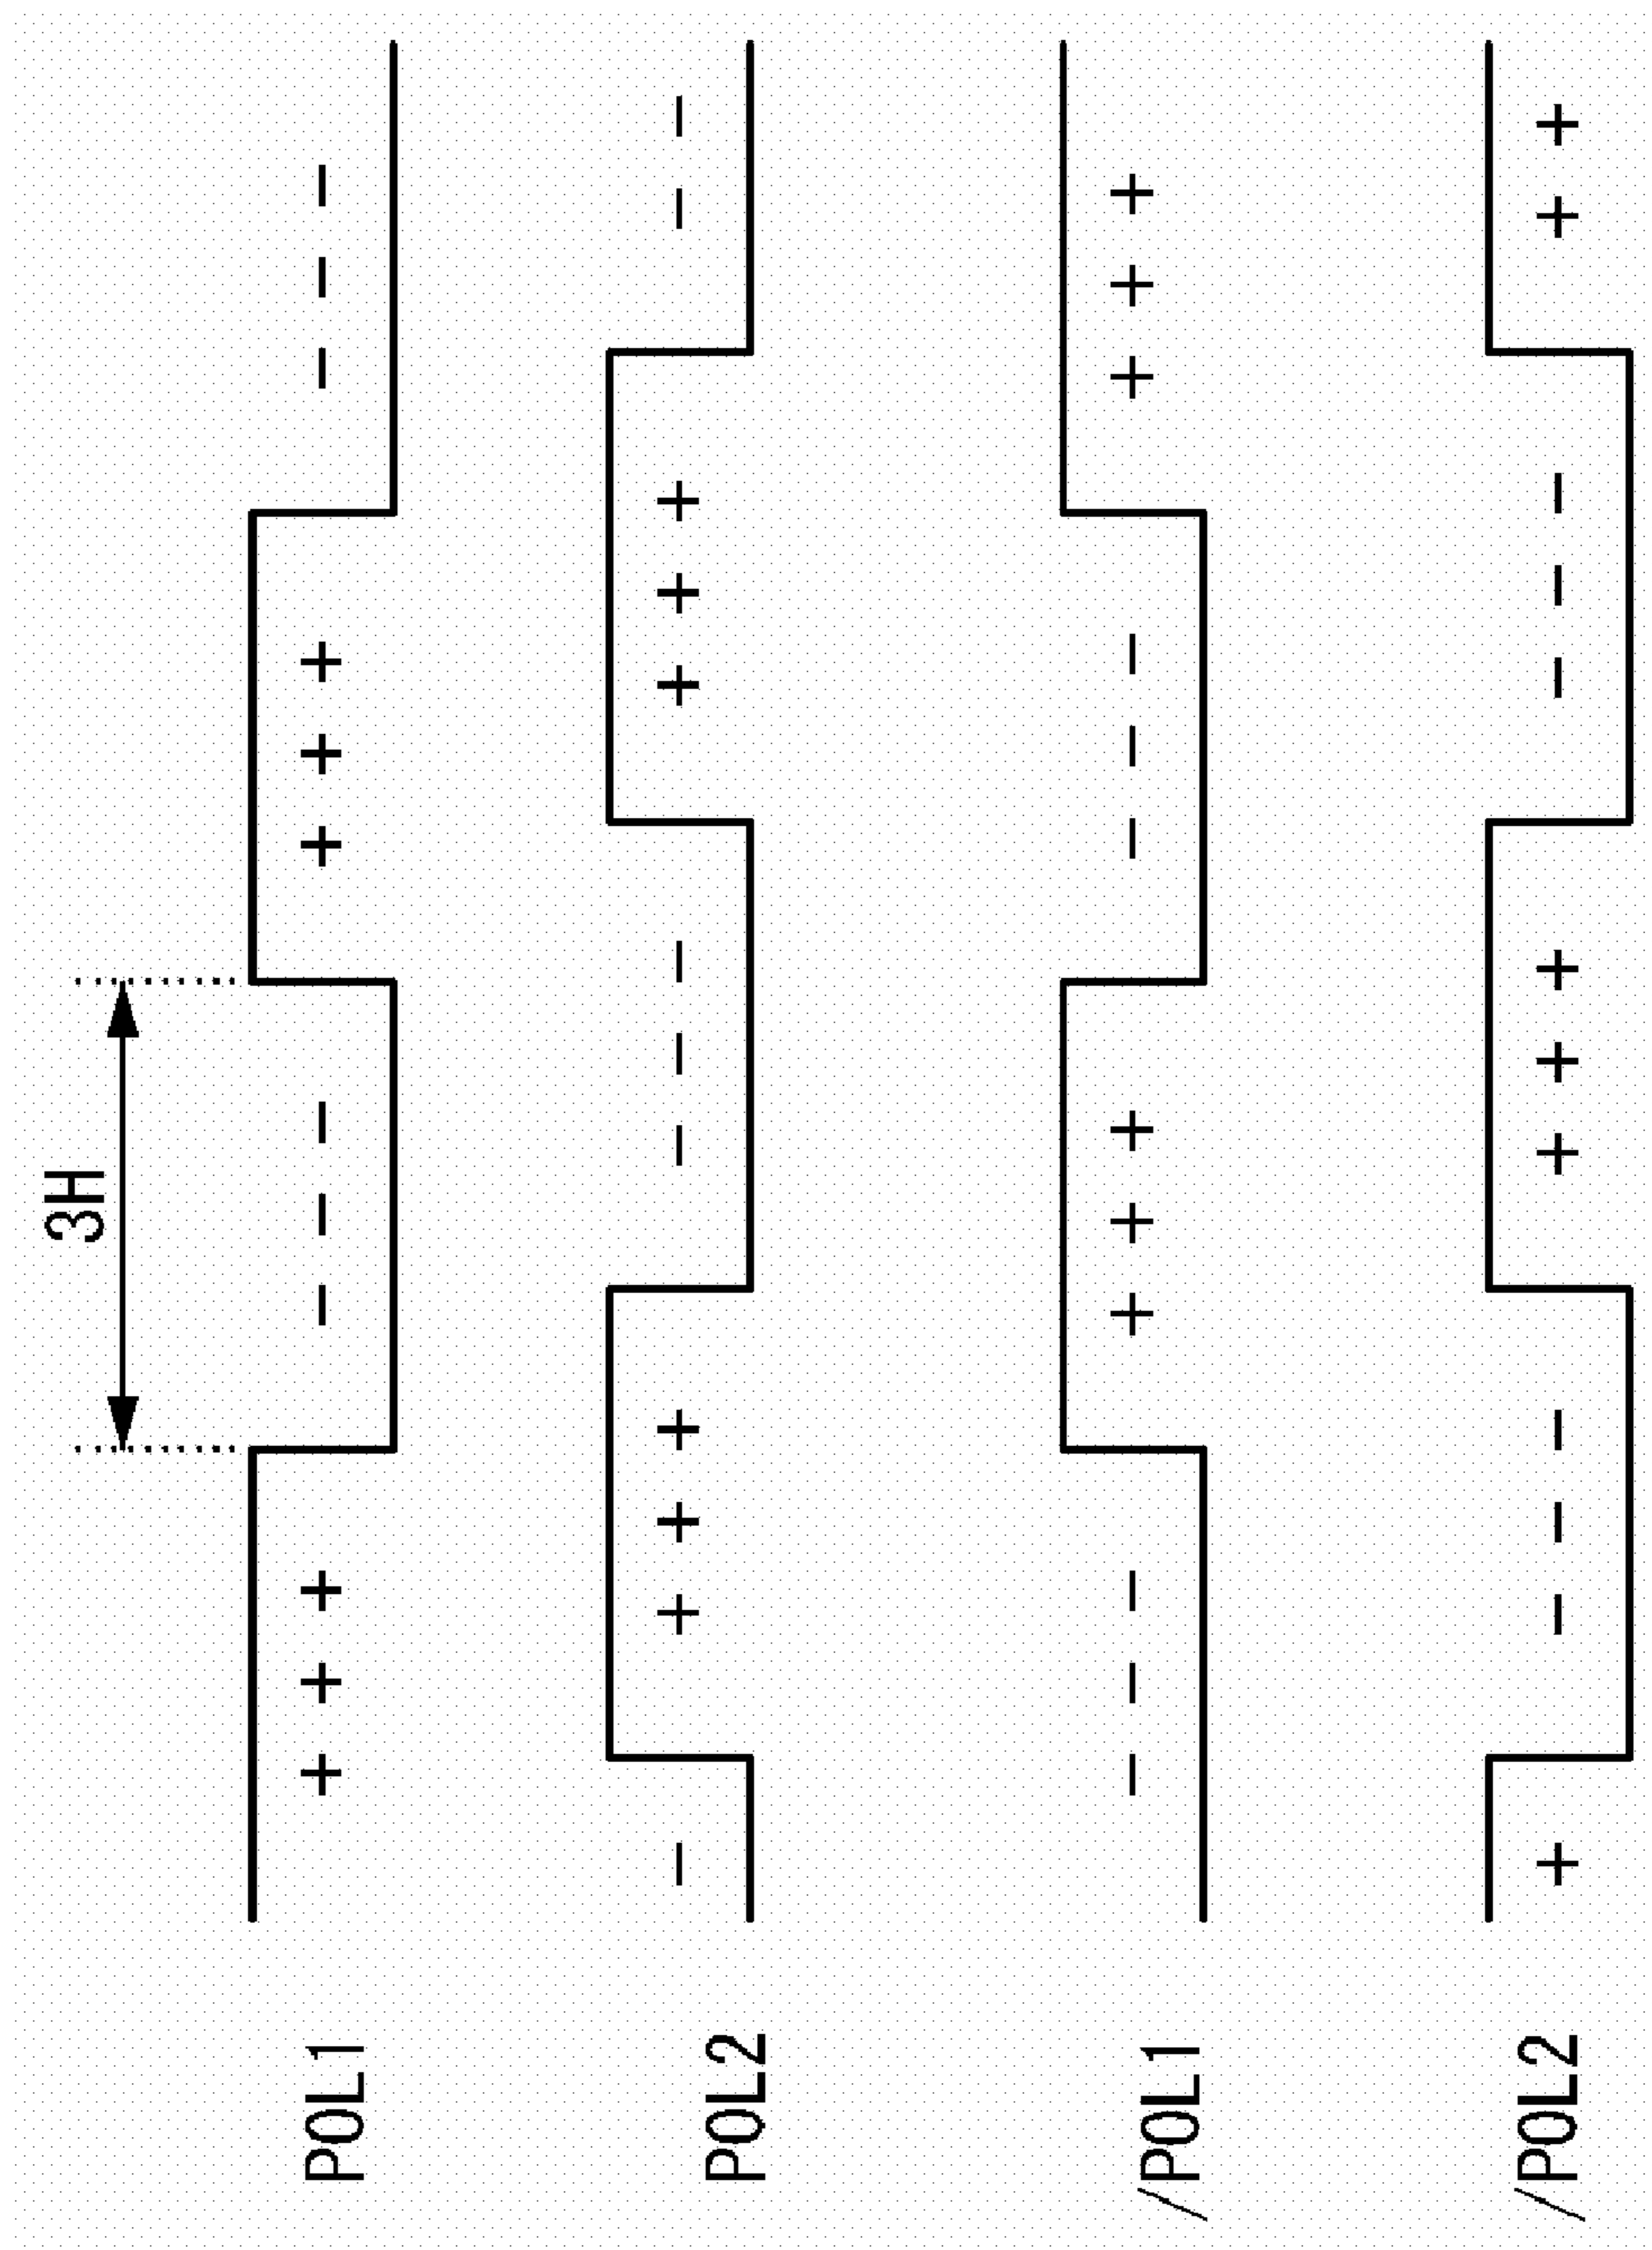 3H
POL1 + + + − − − + + + − − −
POL2 − + + + − − − + + + − −
/POL1 − − − + + + − − − + + +
/POL2 + − − − + + + − − − + +